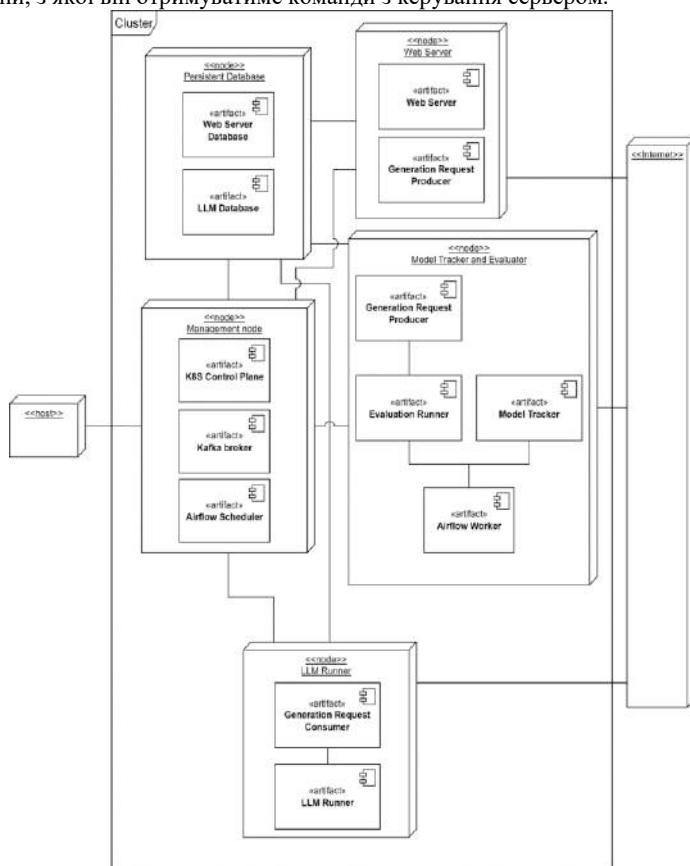 з якої він отримуватиме команди з керування сервером.
Cluster
<<node>>
Persistent Database
«artifact»
Web Server
Database
«artifact»
LLM Database
<<node>>
Web Server
«artifact»
Web Server
«artifact»
Generation Request
Producer
<<Internet>>
<<node>>
Model Tracker and Evaluator
«artifact»
Generation Request
Producer
«artifact»
Evaluation Runner
«artifact»
Model Tracker
«artifact»
Airflow Worker
<<node>>
Management node
«artifact»
K8S Control Plane
«artifact»
Kafka broker
«artifact»
Airflow Scheduler
<<host>>
<<node>>
LLM Runner
«artifact»
Generation Request
Consumer
«artifact»
LLM Runner